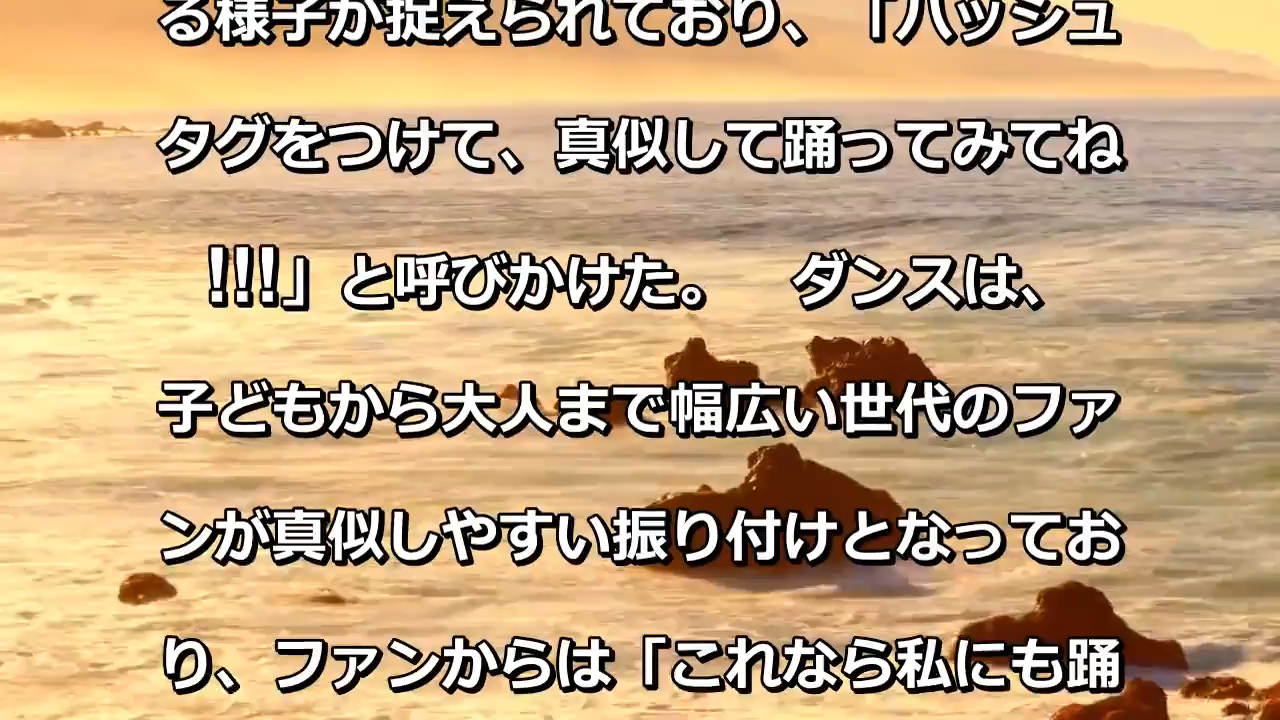 る様子が捉えられており、「ハッシュ
タグをつけて、真似して踊ってみてね
!!!」と呼びかけた。　ダンスは、
子どもから大人まで幅広い世代のファ
ンが真似しやすい振り付けとなってお
り、ファンからは「これなら私にも踊